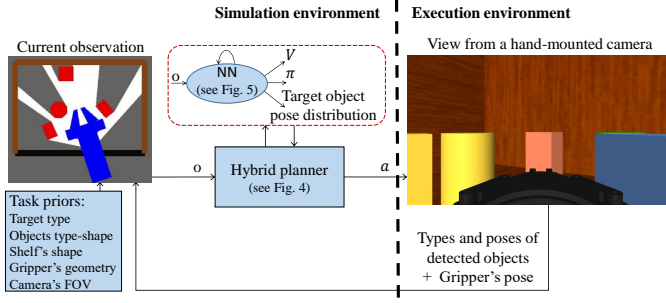 Simulation environment
Execution environment
Current observation
View from a hand-mounted camera
V
NN
π
o
(see Fig. 5)
Target object
pose distribution
Hybrid planner
(see Fig. 4)
o
a
Task priors:
Target type
Objects type-shape
Shelf's shape
Gripper's geometry
Camera's FOV
Types and poses of
detected objects
+ Gripper's pose